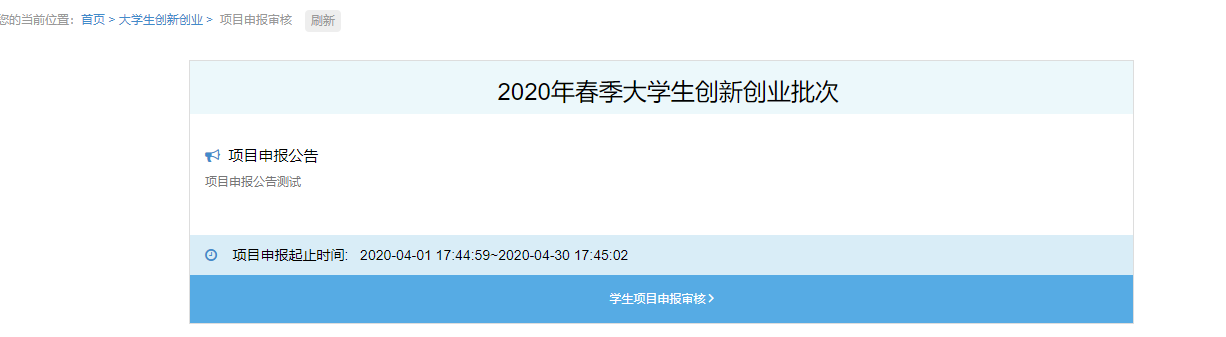 您的当前位置：首页 > 大学生创新创业 > 项目申报审核 刷新
2020年春季大学生创新创业批次
项目申报公告
项目申报公告测试
项目申报起止时间: 2020-04-01 17:44:59~2020-04-30 17:45:02
学生项目申报审核